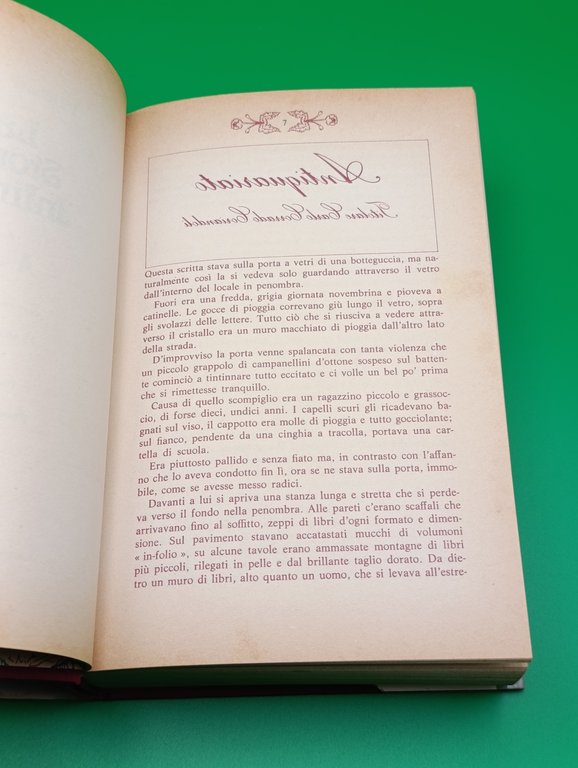 7
Antiquariato
Titolare: Carlo Corrado Coriandoli
Questa scritta stava sulla porta a vetri di una botteguccia, ma na-
turalmente così la si vedeva solo guardando attraverso il vetro
dall'interno del locale in penombra.
Fuori era una fredda, grigia giornata novembrina e pioveva a
catinelle. Le gocce di pioggia correvano giù lungo il vetro, sopra
gli svolazzi delle lettere. Tutto ciò che si riusciva a vedere attra-
verso il cristallo era un muro macchiato di pioggia dall'altro lato
della strada.
D'improvviso la porta venne spalancata con tanta violenza che
un piccolo grappolo di campanellini d'ottone sospeso sul batten-
te cominciò a tintinnare tutto eccitato e ci volle un bel po' prima
che si rimettesse tranquillo.
Causa di quello scompiglio era un ragazzino piccolo e grassoc-
cio, di forse dieci, undici anni. I capelli scuri gli ricadevano ba-
gnati sul viso, il cappotto era molle di pioggia e tutto gocciolante;
sul fianco, pendente da una cinghia a tracolla, portava una car-
tella di scuola.
Era piuttosto pallido e senza fiato ma, in contrasto con l'affan-
no che lo aveva condotto fin lì, ora se ne stava sulla porta, immo-
bile, come se avesse messo radici.
Davanti a lui si apriva una stanza lunga e stretta che si perde-
va verso il fondo nella penombra. Alle pareti c'erano scaffali che
arrivavano fino al soffitto, zeppi di libri d'ogni formato e dimen-
sione. Sul pavimento stavano accatastati mucchi di volumoni
« in-folio », su alcune tavole erano ammassate montagne di libri
più piccoli, rilegati in pelle e dal brillante taglio dorato. Da die-
tro un muro di libri, alto quanto un uomo, che si levava all'estre-